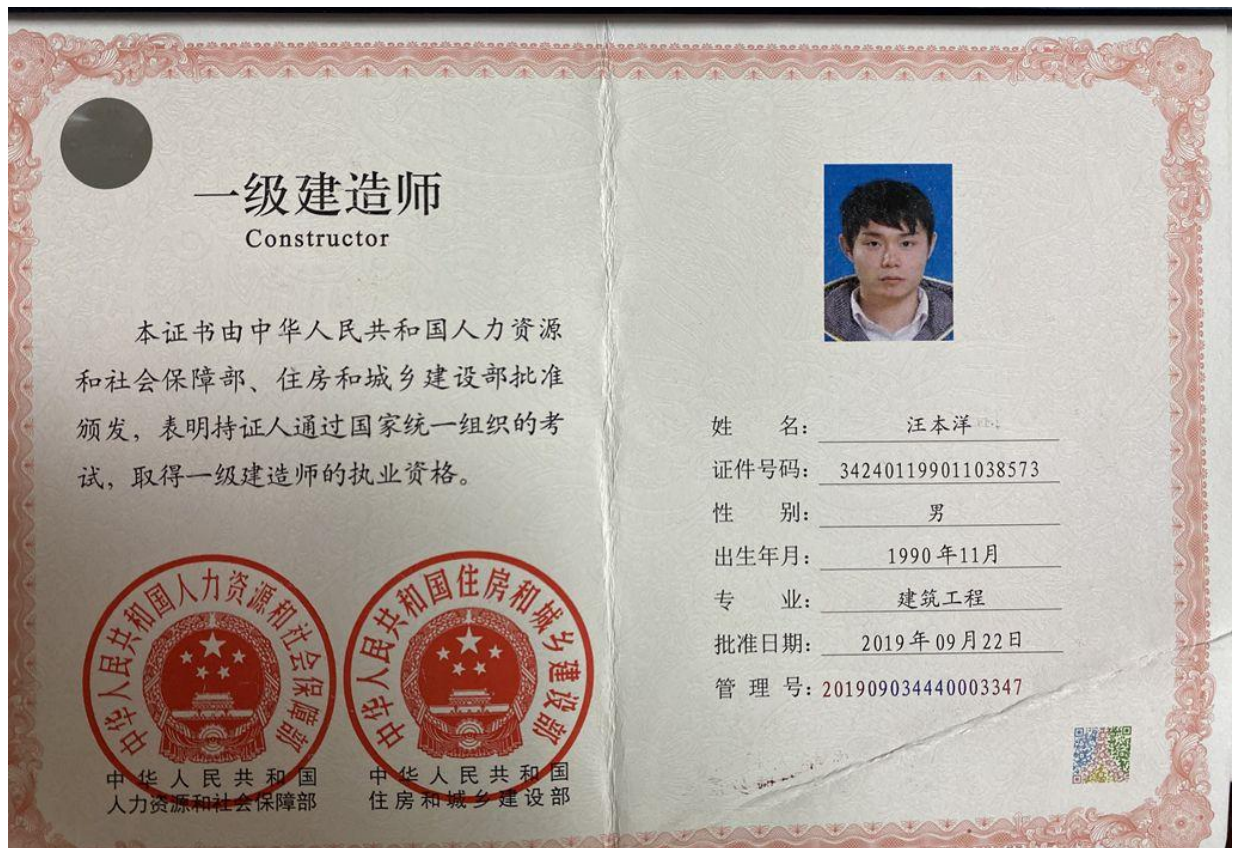 一级建造师
Constructor
本证书由中华人民共和国人力资源
和社会保障部、住房和城乡建设部批准
颁发，表明持证人通过国家统一组织的考
试，取得一级建造师的执业资格。
中华人民共和国人力资源和社会保障部
中华人民共和国住房和城乡建设部
中华人民共和国
人力资源和社会保障部
中华人民共和国
住房和城乡建设部
姓 名：汪本洋
证件号码：342401199011038573
性 别：男
出生年月：1990年11月
专 业：建筑工程
批准日期：2019年09月22日
管 理 号：201909034440003347